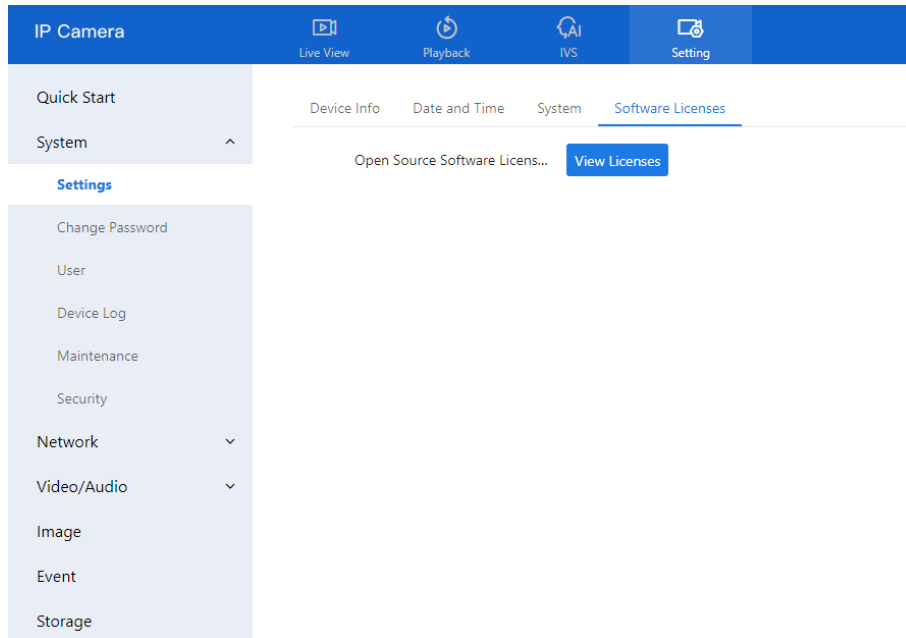 IP Camera
Live View
Playback
AI
IVS
Setting
Quick Start
System
Settings
Change Password
User
Device Log
Maintenance
Security
Network
Video/Audio
Image
Event
Storage
Device Info Date and Time System Software Licenses
Open Source Software Licens... View Licenses